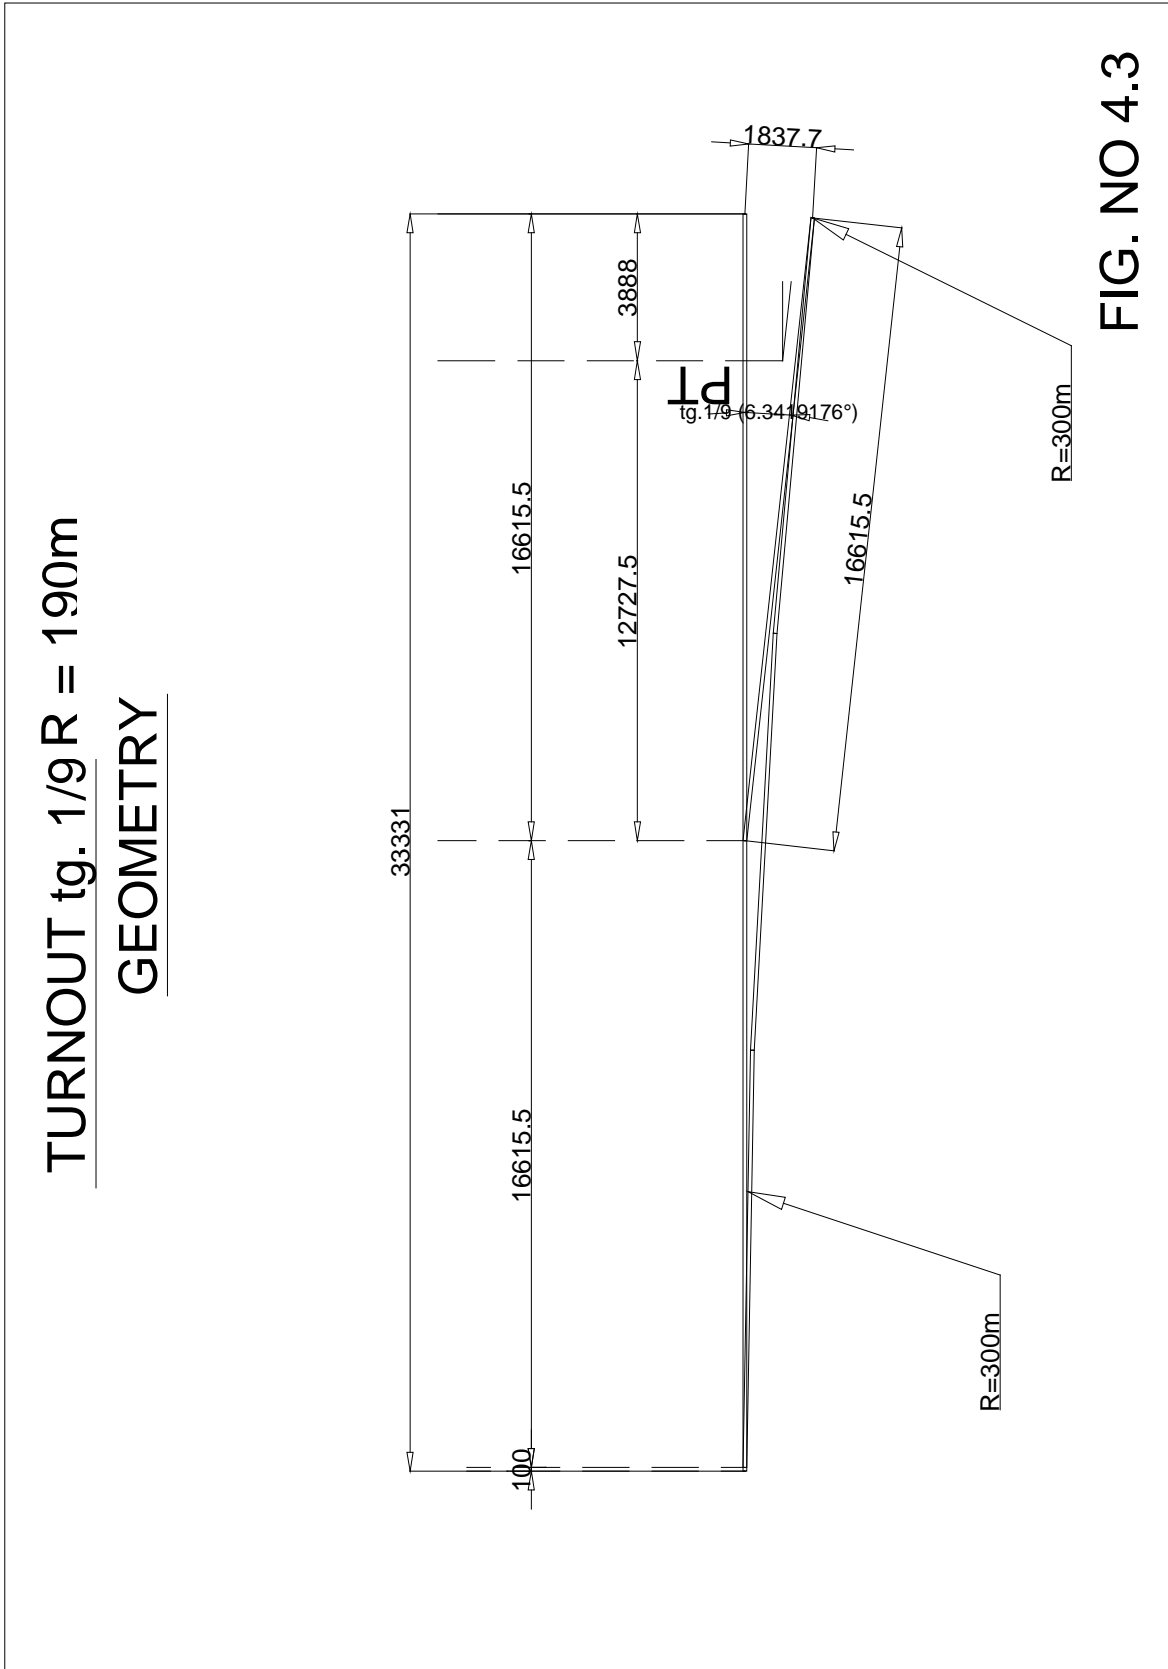 TURNOUT tg. 1/9 R = 190m
GEOMETRY
33331
100
16615.5
16615.5
12727.5
3888
PT
tg.1/9 (6.3419176°)
1837.7
16615.5
R=300m
R=300m
FIG. NO 4.3